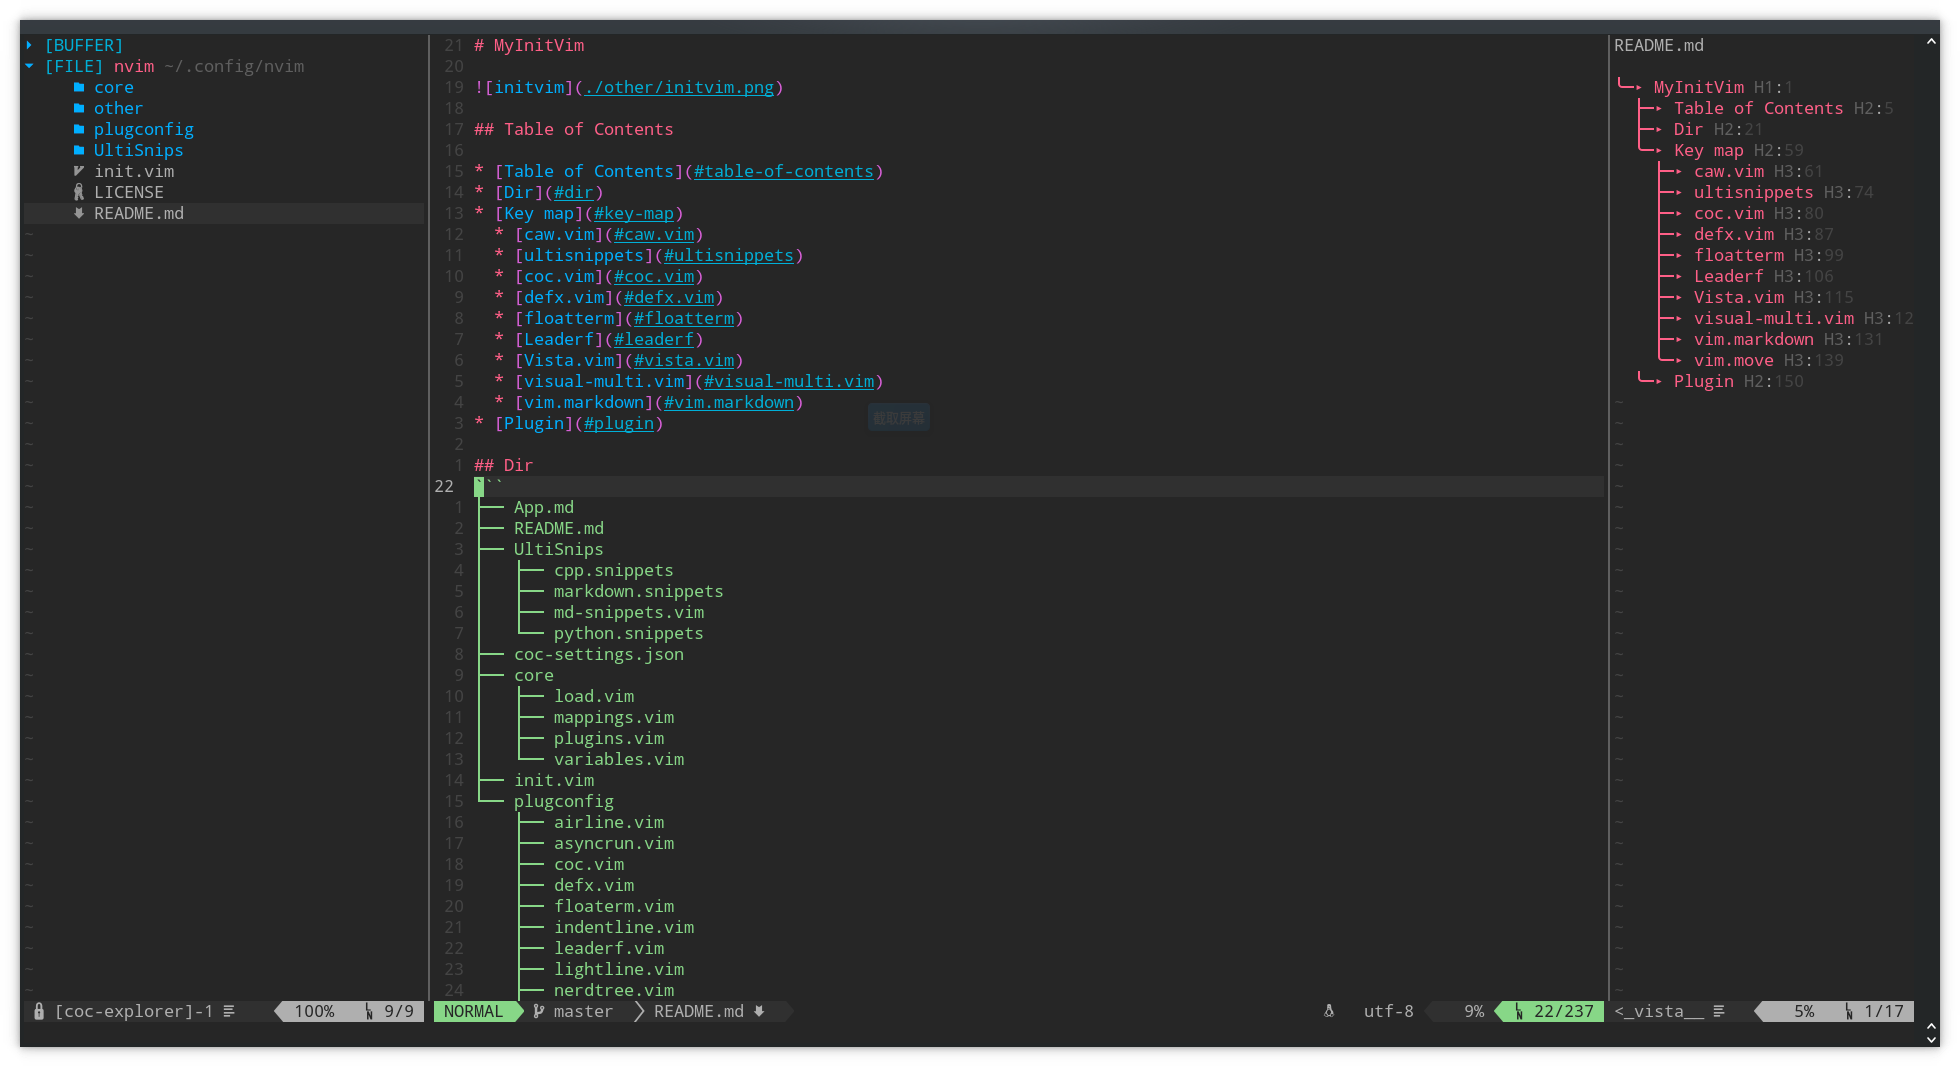 [BUFFER]
[FILE] nvim ~/.config/nvim
core
other
plugconfig
UltiSnips
init.vim
LICENSE
README.md
21 # MyInitVim
20
19 ![initvim](./other/initvim.png)
18
17 ## Table of Contents
16
15 * [Table of Contents](#table-of-contents)
14 * [Dir](#dir)
13 * [Key map](#key-map)
12 * [caw.vim](#caw.vim)
11 * [ultisnippets](#ultisnippets)
10 * [coc.vim](#coc.vim)
9 * [defx.vim](#defx.vim)
8 * [floatterm](#floatterm)
7 * [Leaderf](#leaderf)
6 * [Vista.vim](#vista.vim)
5 * [visual-multi.vim](#visual-multi.vim)
4 * [vim.markdown](#vim.markdown)
截取屏幕
3 * [Plugin](#plugin)
2
1 ## Dir
22 ```
1 ├── App.md
2 ├── README.md
3 ├── UltiSnips
4 │   ├── cpp.snippets
5 │   ├── markdown.snippets
6 │   ├── md-snippets.vim
7 │   └── python.snippets
8 ├── coc-settings.json
9 ├── core
10 │   ├── load.vim
11 │   ├── mappings.vim
12 │   ├── plugins.vim
13 │   └── variables.vim
14 ├── init.vim
15 └── plugconfig
16     ├── airline.vim
17     ├── asyncrun.vim
18     ├── coc.vim
19     ├── defx.vim
20     ├── floaterm.vim
21     ├── indentline.vim
22     ├── leaderf.vim
23     ├── lightline.vim
24     ├── nerdtree.vim
README.md
MyInitVim H1:1
Table of Contents H2:5
Dir H2:21
Key map H2:59
caw.vim H3:61
ultisnippets H3:74
coc.vim H3:80
defx.vim H3:87
floatterm H3:99
Leaderf H3:106
Vista.vim H3:115
visual-multi.vim H3:12
vim.markdown H3:131
vim.move H3:139
Plugin H2:150
[coc-explorer]-1 100% LN 9/9
NORMAL master README.md utf-8 9% LN 22/237
<_vista__ 5% LN 1/17